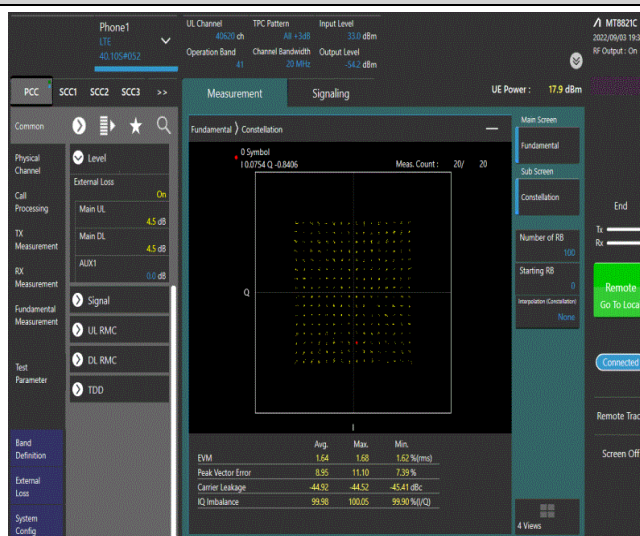 Phone1
LTE
40.105#052
UL Channel
40620 ch
TPC Pattern
All +3dB
Input Level
33.0 dBm
Operation Band
41
Channel Bandwidth
20 MHz
Output Level
-54.2 dBm
MT8821C
2022/09/03 19:3
RF Output : On
PCC
SCC1
SCC2
SCC3
>>
Measurement
Signaling
UE Power :
17.9 dBm
Common
Physical
Channel
Call
Processing
TX
Measurement
RX
Measurement
Fundamental
Measurement
Test
Parameter
Band
Definition
External
Loss
System
Config
Level
External Loss
On
Main UL
4.5 dB
Main DL
4.5 dB
AUX1
0.0 dB
Signal
UL RMC
DL RMC
TDD
Fundamental
Constellation
0 Symbol
I 0.0754 Q -0.8406
Meas. Count :
20/ 20
Q
I
Avg. Max. Min.
EVM 1.64 1.68 1.62 %(rms)
Peak Vector Error 8.95 11.10 7.39 %
Carrier Leakage -44.92 -44.52 -45.41 dBc
IQ Imbalance 99.98 100.05 99.90 %(I/Q)
Main Screen
Fundamental
Sub Screen
Constellation
Number of RB
100
Starting RB
0
Interpolation (Constellation)
None
4 Views
End
Tx
Rx
Remote
Go To Loca
Connected
Remote Trac
Screen Off